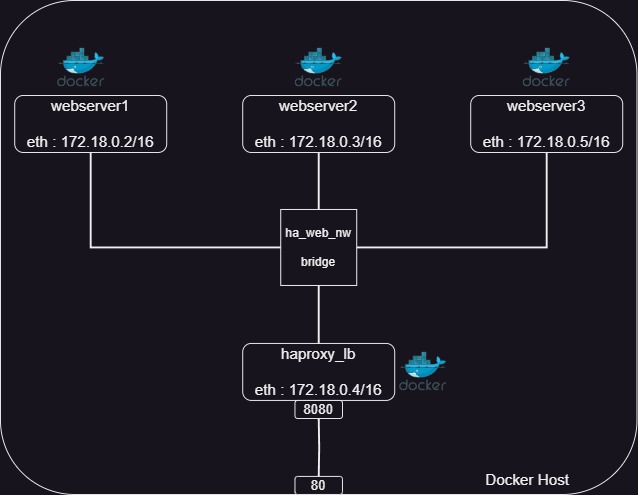 docker
docker
docker
webserver1
eth : 172.18.0.2/16
webserver2
eth : 172.18.0.3/16
webserver3
eth : 172.18.0.5/16
ha_web_nw
bridge
haproxy_lb
eth : 172.18.0.4/16
docker
8080
80
Docker Host